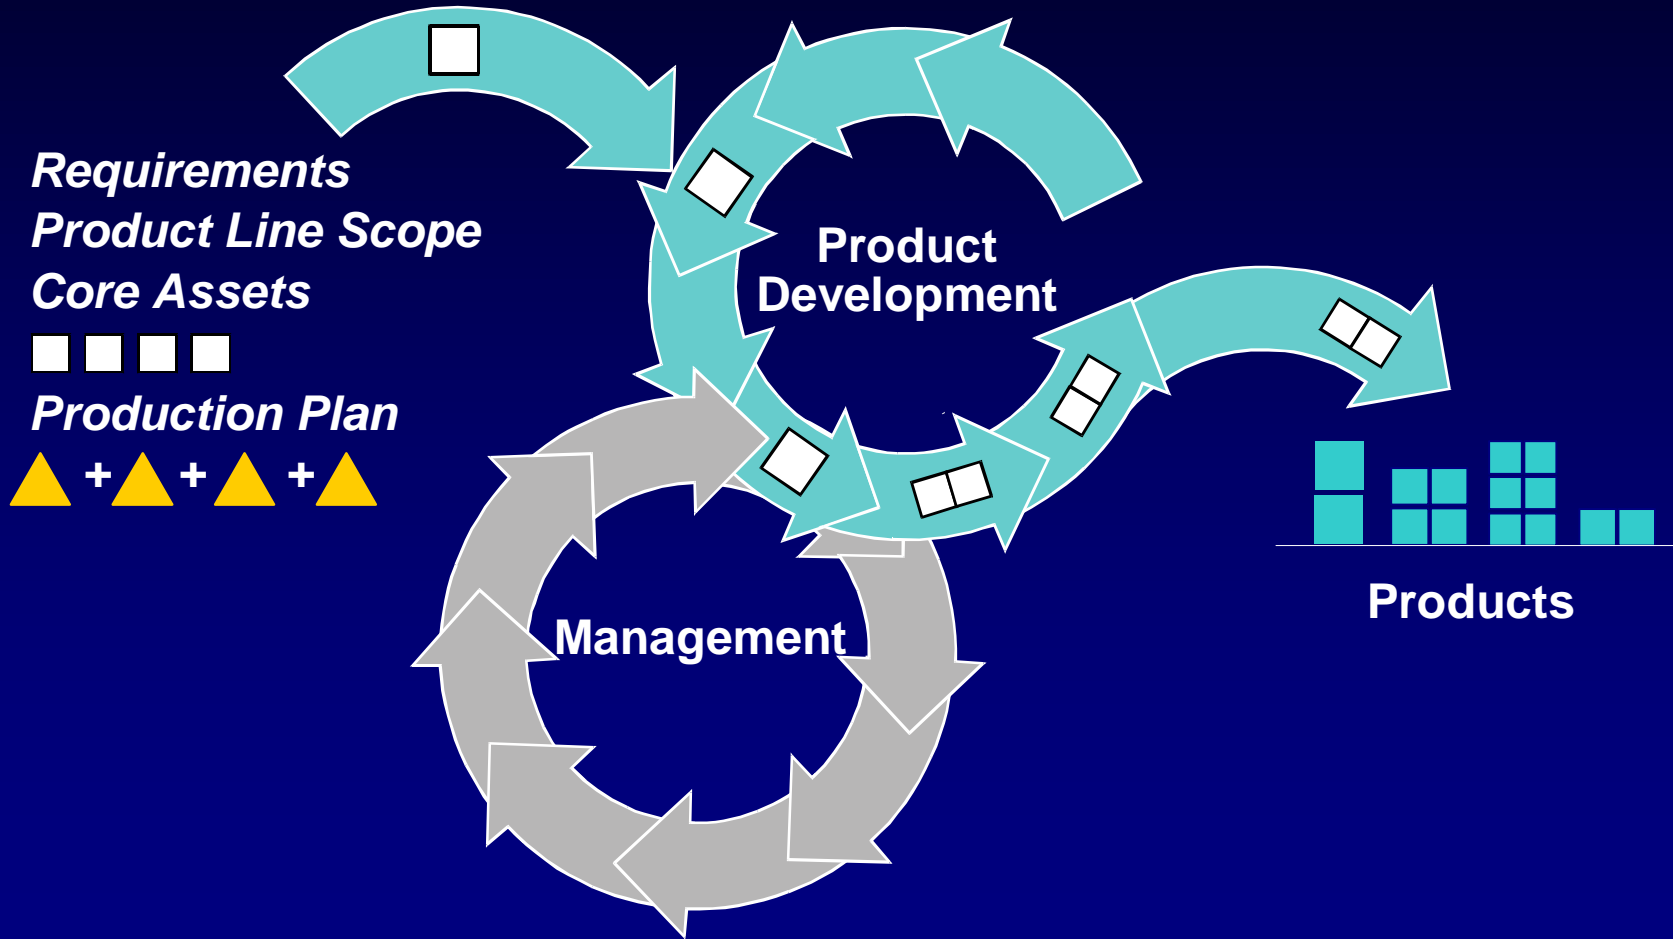 Requirements
Product Line Scope
Core Assets
Production Plan
+ + +
Product
Development
Management
Products